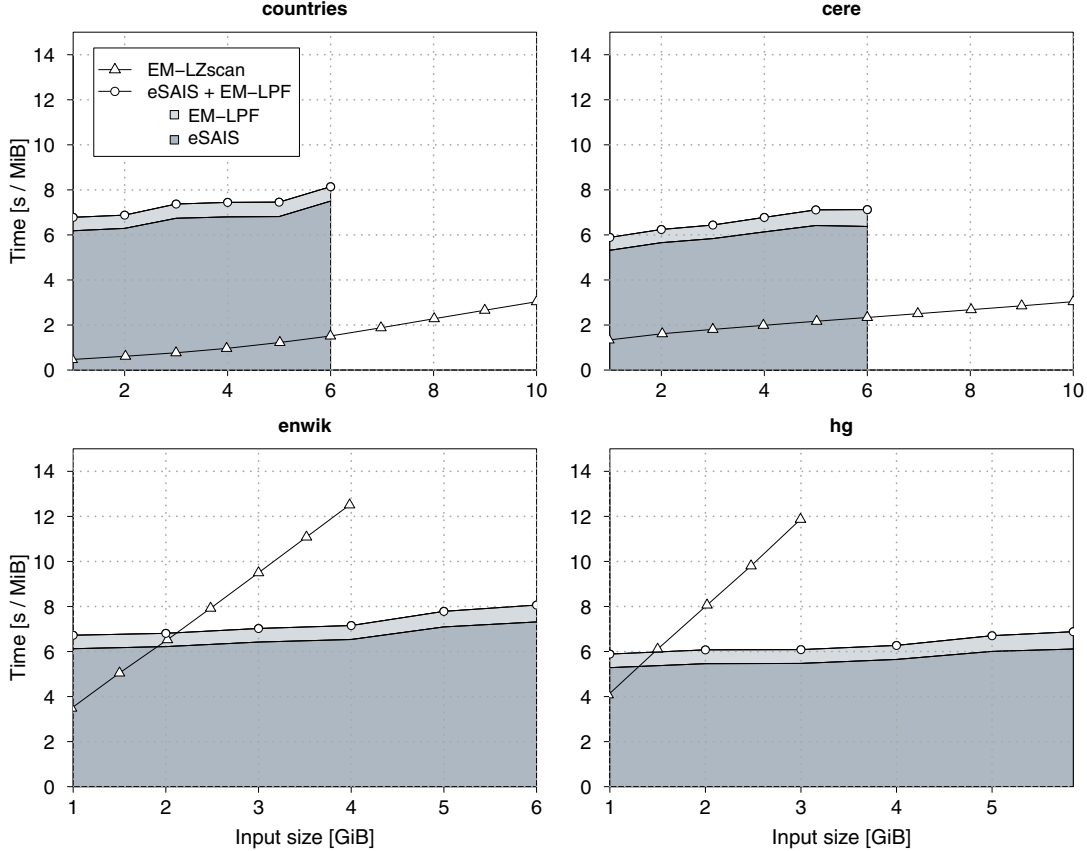 countries
cere
14
12
10
8
6
4
2
0
Time [s / MiB]
EM−LZscan
eSAIS + EM−LPF
EM−LPF
eSAIS
2 4 6 8 10
14
12
10
8
6
4
2
0
2 4 6 8 10
enwik
hg
14
12
10
8
6
4
2
0
Time [s / MiB]
1 2 3 4 5 6
Input size [GiB]
14
12
10
8
6
4
2
0
1 2 3 4 5
Input size [GiB]